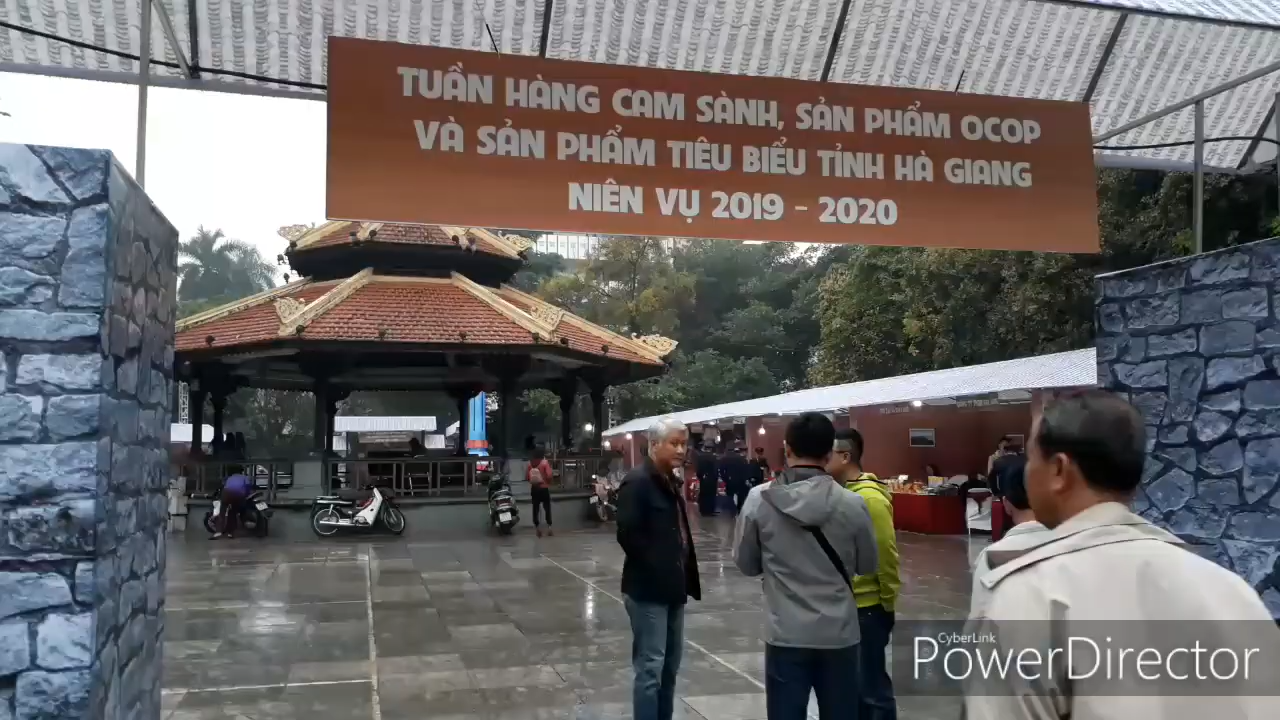 TUẦN HÀNG CAM SÀNH, SẢN PHẨM OCOP
VÀ SẢN PHẨM TIÊU BIỂU TỈNH HÀ GIANG
NIÊN VỤ 2019 - 2020
CyberLink
PowerDirector